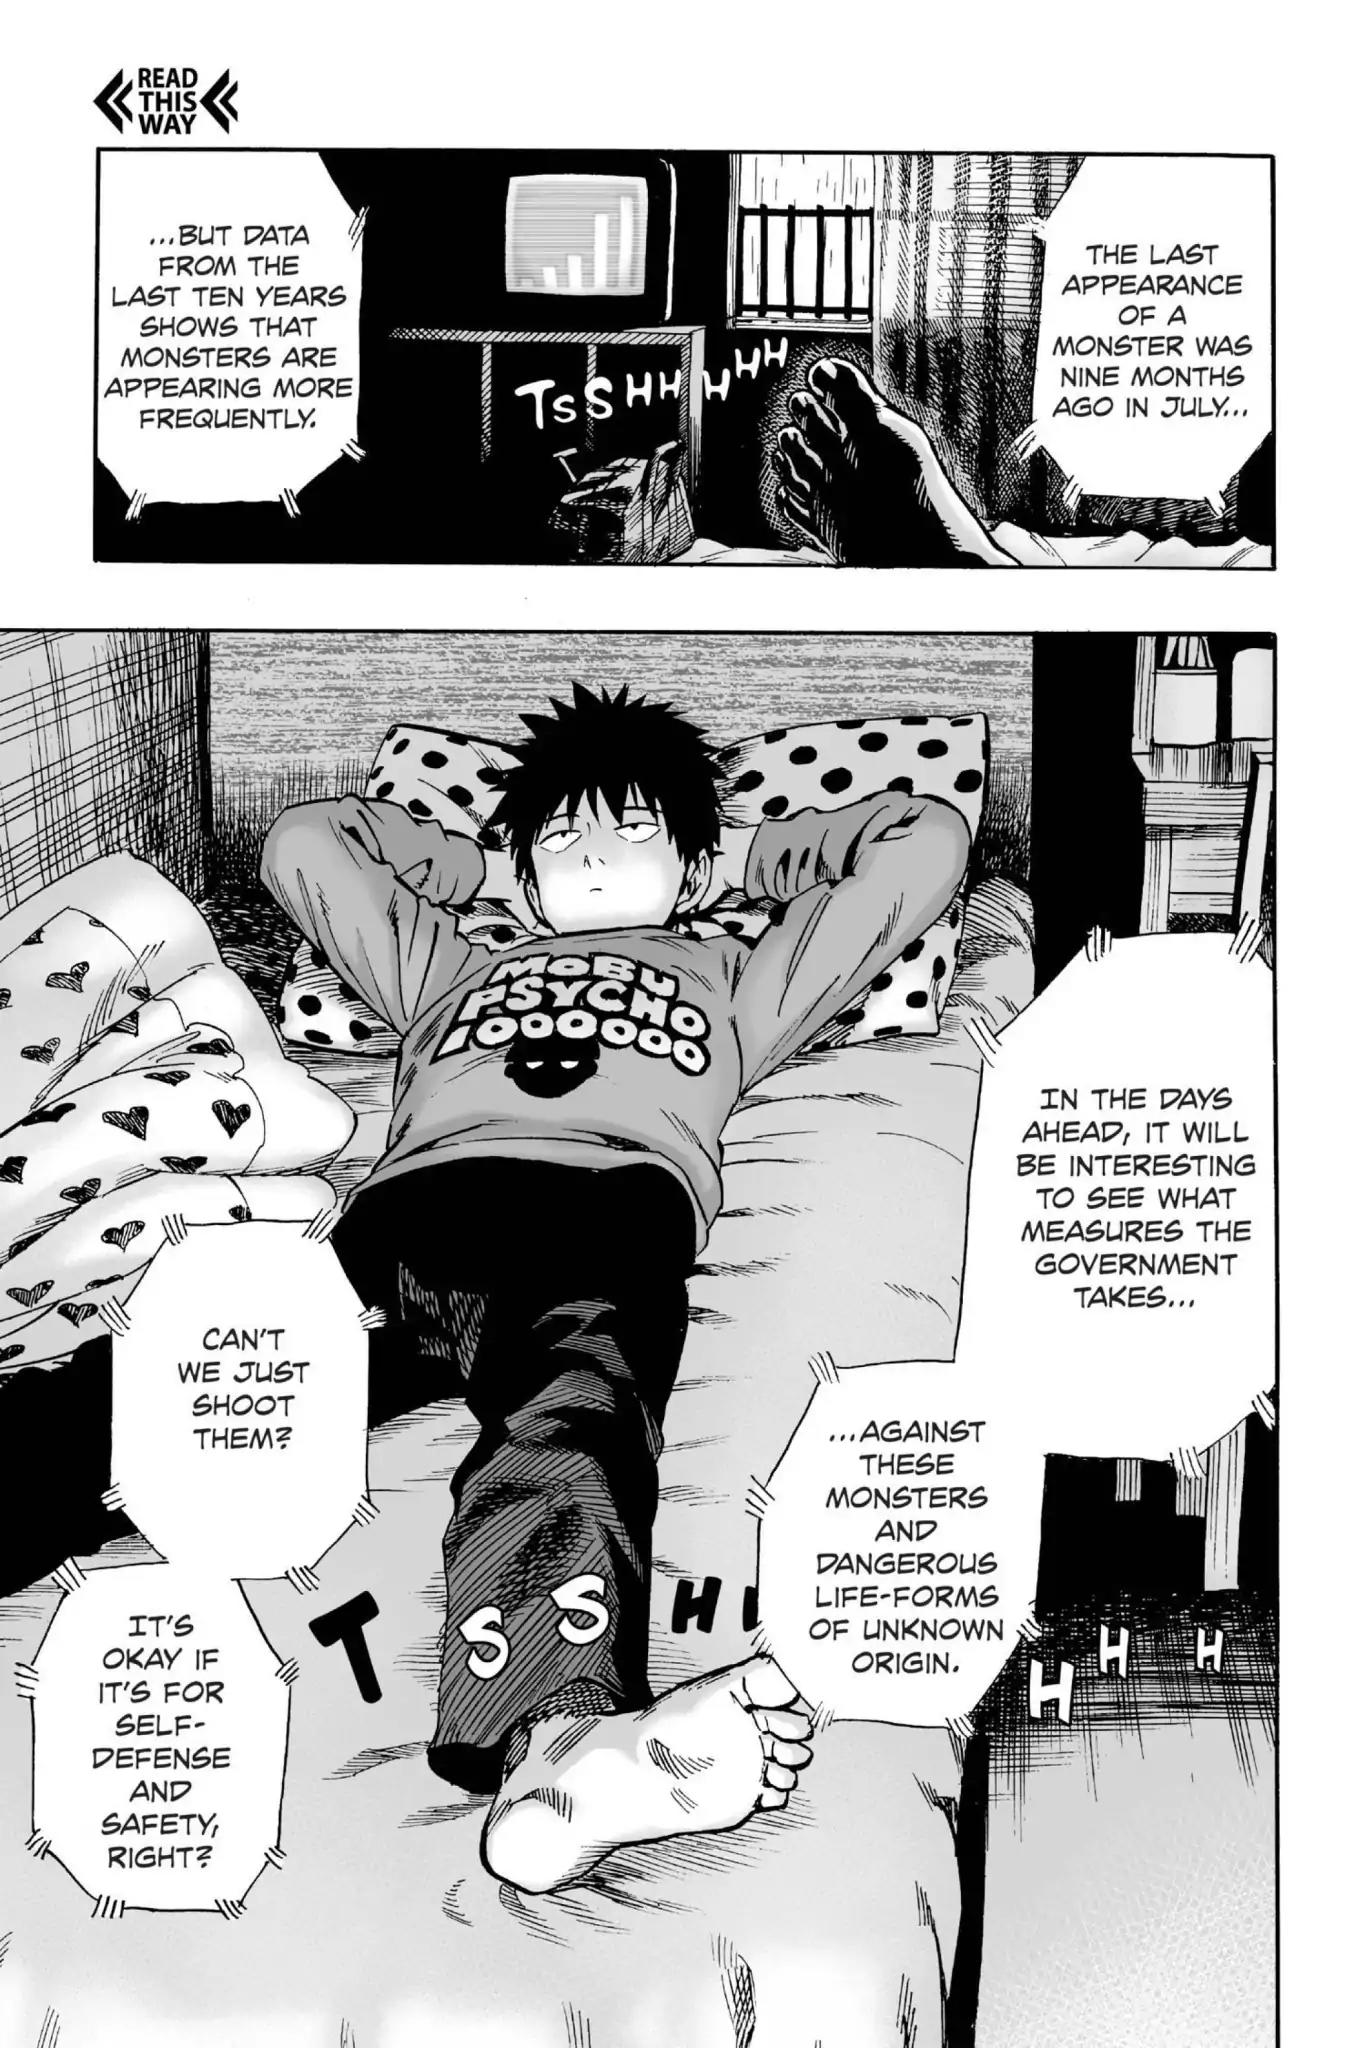 READ
THIS
WAY
THE LAST
APPEARANCE
OF A
MONSTER WAS
NINE MONTHS
AGO IN JULY...
...BUT DATA
FROM THE
LAST TEN YEARS
SHOWS THAT
MONSTERS ARE
APPEARING MORE
FREQUENTLY.
TSSHHHHHH
MOBU
PSYCHO
1000000
IN THE DAYS
AHEAD, IT WILL
BE INTERESTING
TO SEE WHAT
MEASURES THE
GOVERNMENT
TAKES...
...AGAINST
THESE
MONSTERS
AND
DANGEROUS
LIFE-FORMS
OF UNKNOWN
ORIGIN.
CAN'T
WE JUST
SHOOT
THEM?
IT'S
OKAY IF
IT'S FOR
SELF-
DEFENSE
AND
SAFETY,
RIGHT?
TSSHHHHH